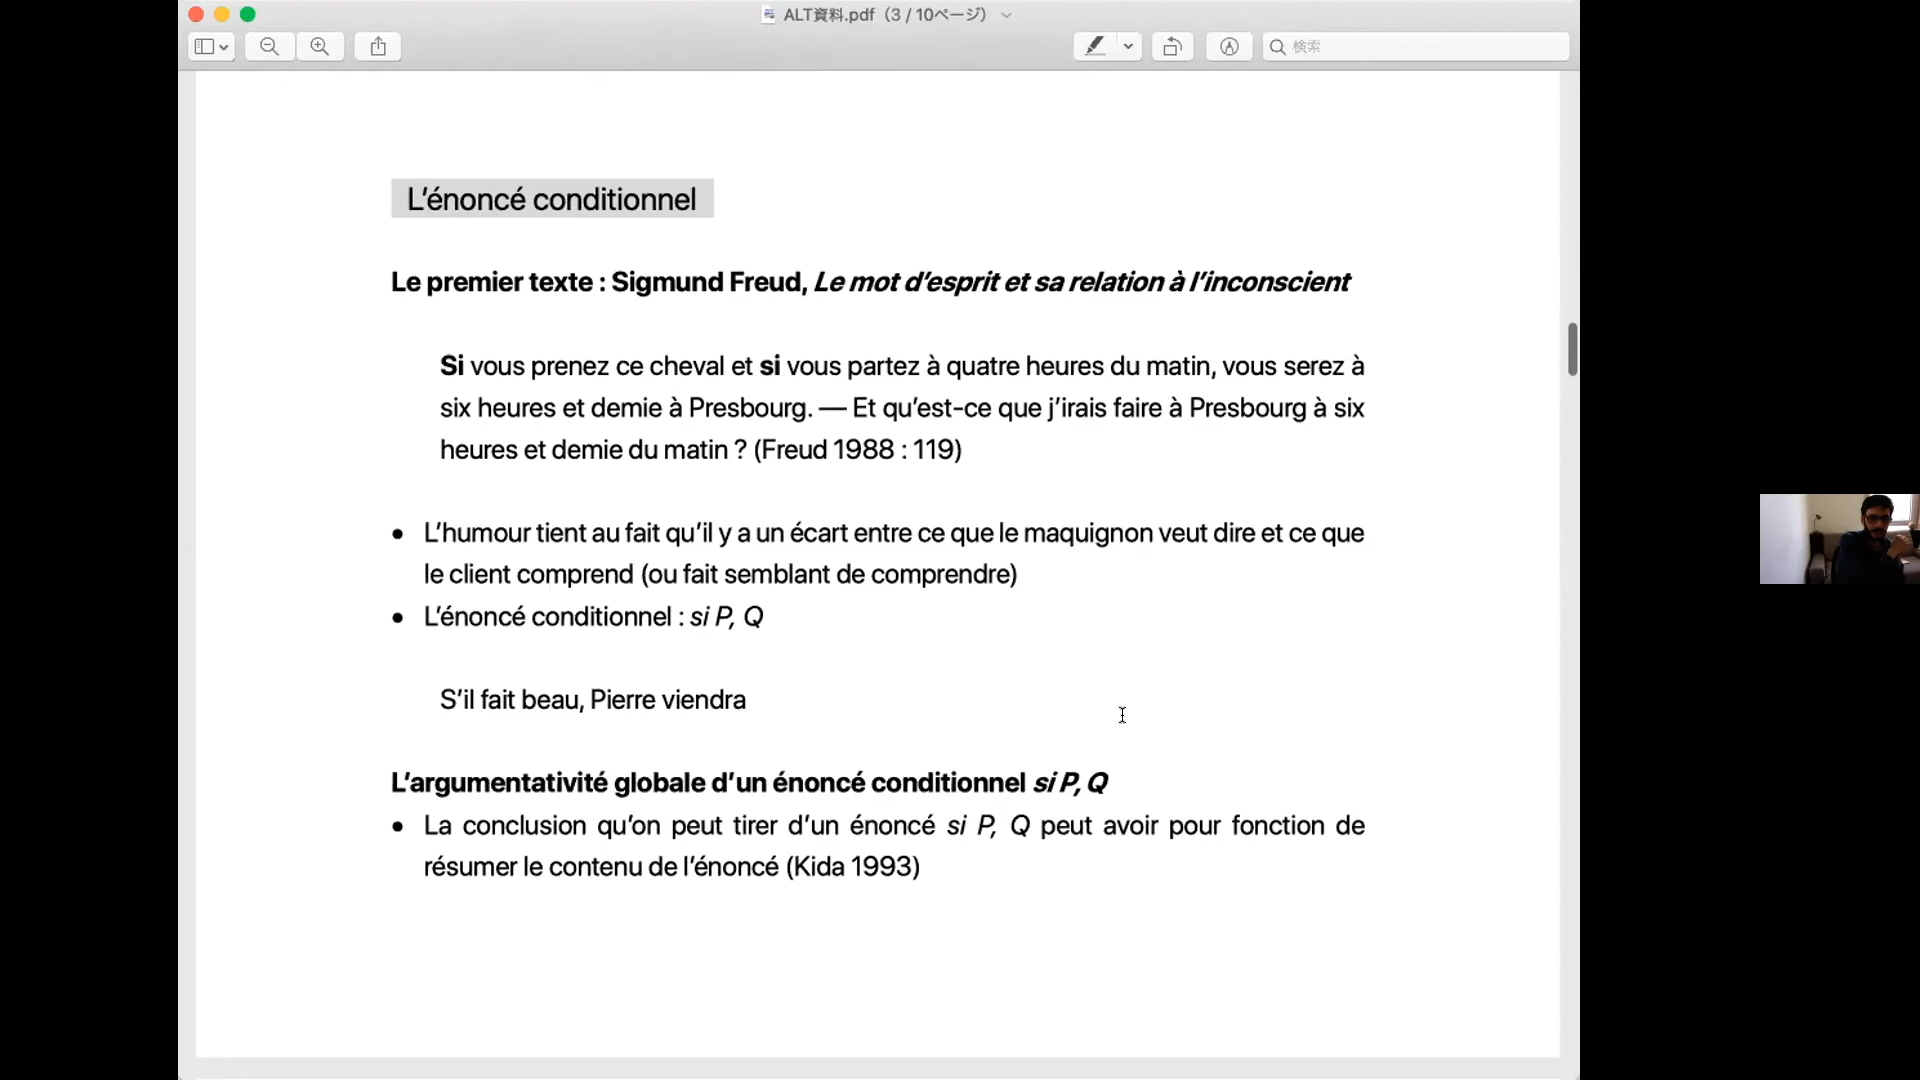 ALT資料.pdf（3 / 10ページ）
検索
L’énoncé conditionnel
Le premier texte : Sigmund Freud, Le mot d’esprit et sa relation à l’inconscient
Si vous prenez ce cheval et si vous partez à quatre heures du matin, vous serez à
six heures et demie à Presbourg. — Et qu’est-ce que j’irais faire à Presbourg à six
heures et demie du matin ? (Freud 1988 : 119)
• L’humour tient au fait qu’il y a un écart entre ce que le maquignon veut dire et ce que
le client comprend (ou fait semblant de comprendre)
• L’énoncé conditionnel : si P, Q
S’il fait beau, Pierre viendra
L’argumentativité globale d’un énoncé conditionnel si P, Q
• La conclusion qu’on peut tirer d’un énoncé si P, Q peut avoir pour fonction de
résumer le contenu de l’énoncé (Kida 1993)